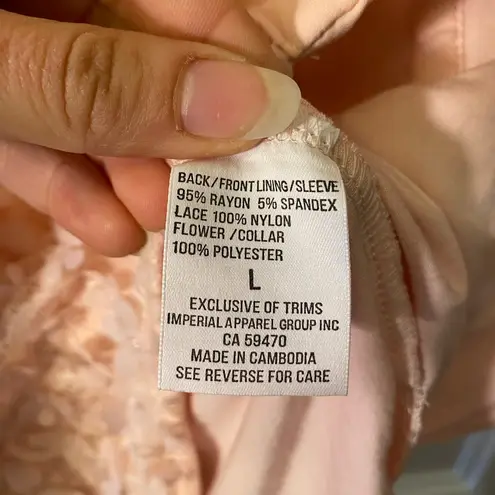 BACK/FRONT LINING/SLEEVE
95% RAYON 5% SPANDEX
LACE 100% NYLON
FLOWER /COLLAR
100% POLYESTER
L
EXCLUSIVE OF TRIMS
IMPERIAL APPAREL GROUP INC
CA 59470
MADE IN CAMBODIA
SEE REVERSE FOR CARE